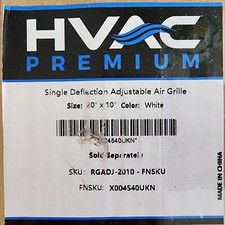 HVAC
PREMIUM
Single Deflection Adjustable Air Grille
Size: 20" x 10" Color: White
X004540UKN*
Sold Separately
SKU: RGADJ-2010 - FNSKU
FNSKU: X004540UKN
MADE IN CHINA